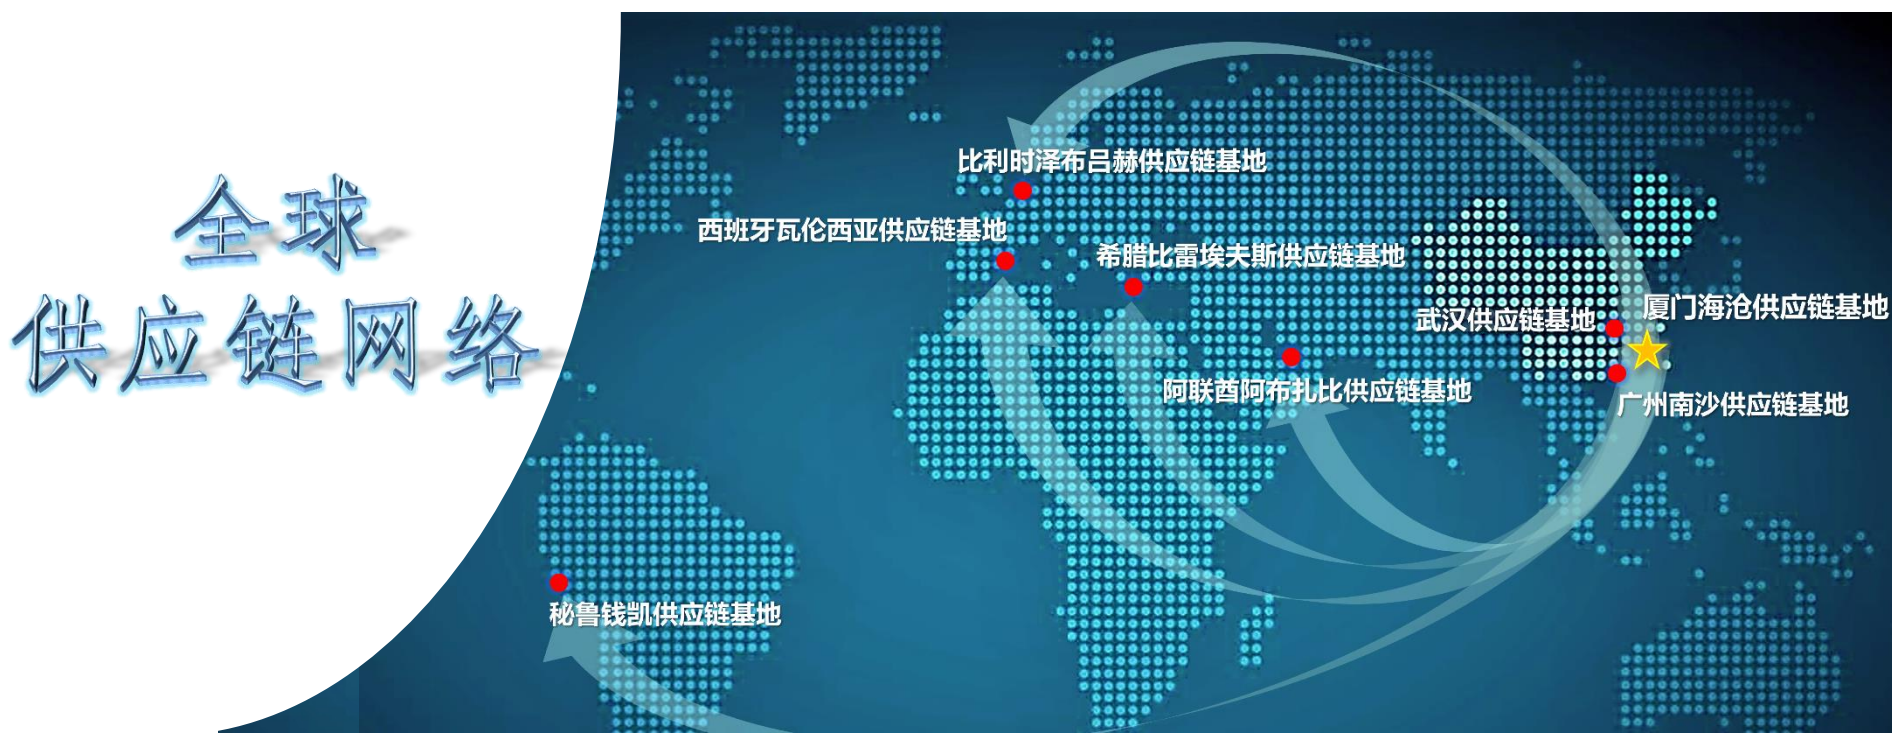 全球
供应链网络
比利时泽布吕赫供应链基地
西班牙瓦伦西亚供应链基地
希腊比雷埃夫斯供应链基地
武汉供应链基地
厦门海沧供应链基地
阿联酋阿布扎比供应链基地
广州南沙供应链基地
秘鲁钱凯供应链基地